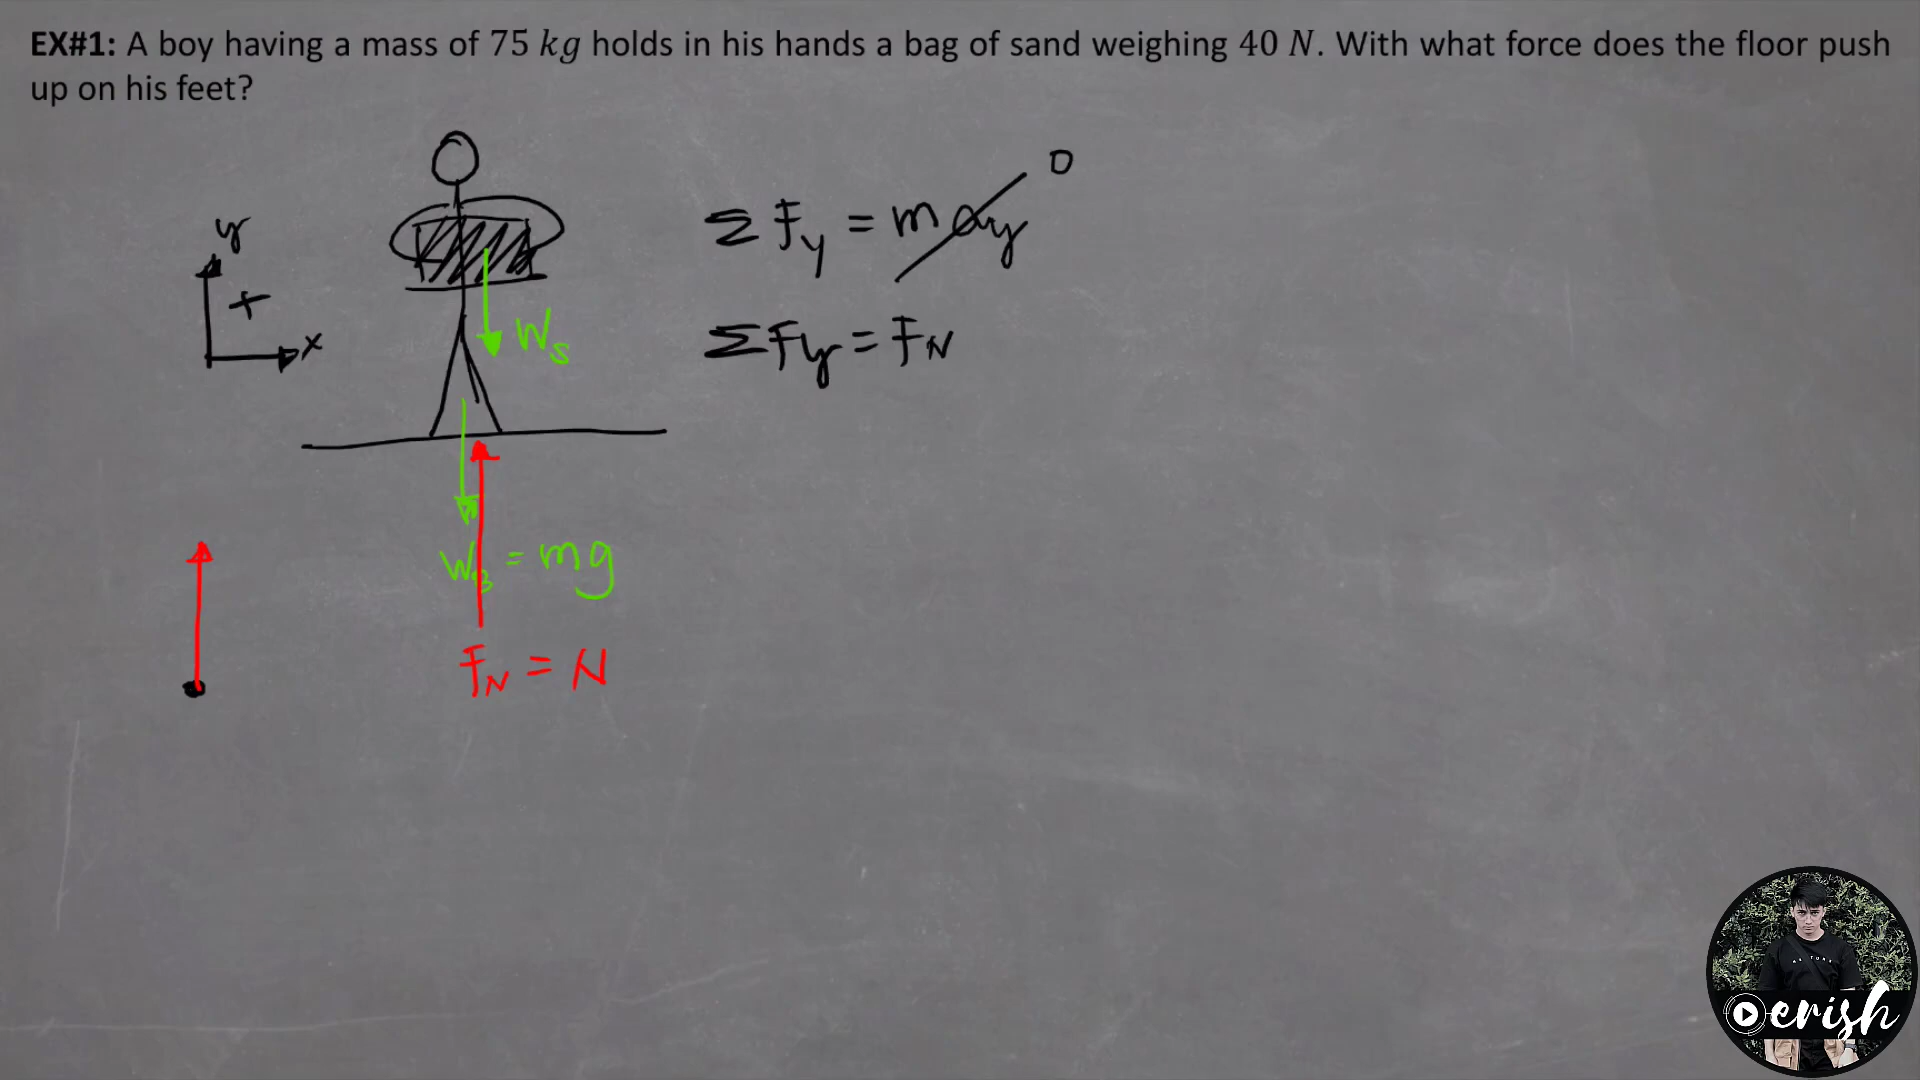 EX#1: A boy having a mass of 75 kg holds in his hands a bag of sand weighing 40 N. With what force does the floor push
up on his feet?
0
Σ Fy = may
y
+
x
Ws
ΣFy = FN
WB = mg
FN = N
erish